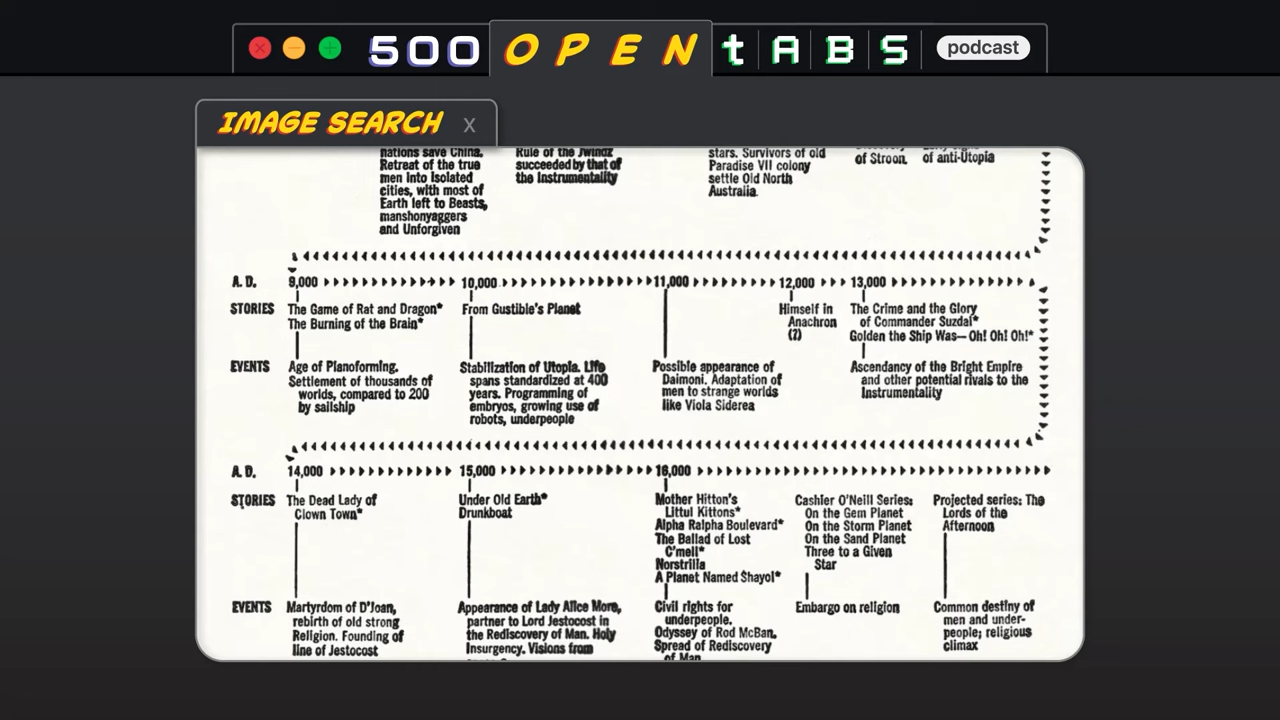 500 OPEN tABS podcast
IMAGE SEARCH x
nations save China.
Retreat of the true
men into isolated
cities, with most of
Earth left to Beasts,
manshonyaggers
and Unforgiven
Rule of the Jwindz
succeeded by that of
the Instrumentality
stars. Survivors of old
Paradise VII colony
settle Old North
Australia.
of Stroon.
of anti-Utopia
A. D. 9,000 10,000 11,000 12,000 13,000
STORIES
The Game of Rat and Dragon*
The Burning of the Brain*
From Gustible's Planet
Himself in
Anachron
(?)
The Crime and the Glory
of Commander Suzdal*
Golden the Ship Was—Oh! Oh! Oh!*
EVENTS
Age of Planoforming.
Settlement of thousands of
worlds, compared to 200
by sailship
Stabilization of Utopia. Life
spans standardized at 400
years. Programming of
embryos, growing use of
robots, underpeople
Possible appearance of
Daimoni. Adaptation of
men to strange worlds
like Viola Siderea
Ascendancy of the Bright Empire
and other potential rivals to the
Instrumentality
A. D. 14,000 15,000 16,000
STORIES
The Dead Lady of
Clown Town*
Under Old Earth*
Drunkboat
Mother Hitton's
Littul Kittons*
Alpha Ralpha Boulevard*
The Ballad of Lost
C'mell*
Norstrilia
A Planet Named Shayol*
Cashier O'Neill Series:
On the Gem Planet
On the Storm Planet
On the Sand Planet
Three to a Given
Star
Projected series: The
Lords of the
Afternoon
EVENTS
Martyrdom of D'Joan,
rebirth of old strong
Religion. Founding of
line of Jestocost
Appearance of Lady Alice More,
partner to Lord Jestocost in
the Rediscovery of Man. Holy
Insurgency. Visions from
Civil rights for
underpeople.
Odyssey of Rod McBan.
Spread of Rediscovery
of Man
Embargo on religion
Common destiny of
men and under-
people; religious
climax